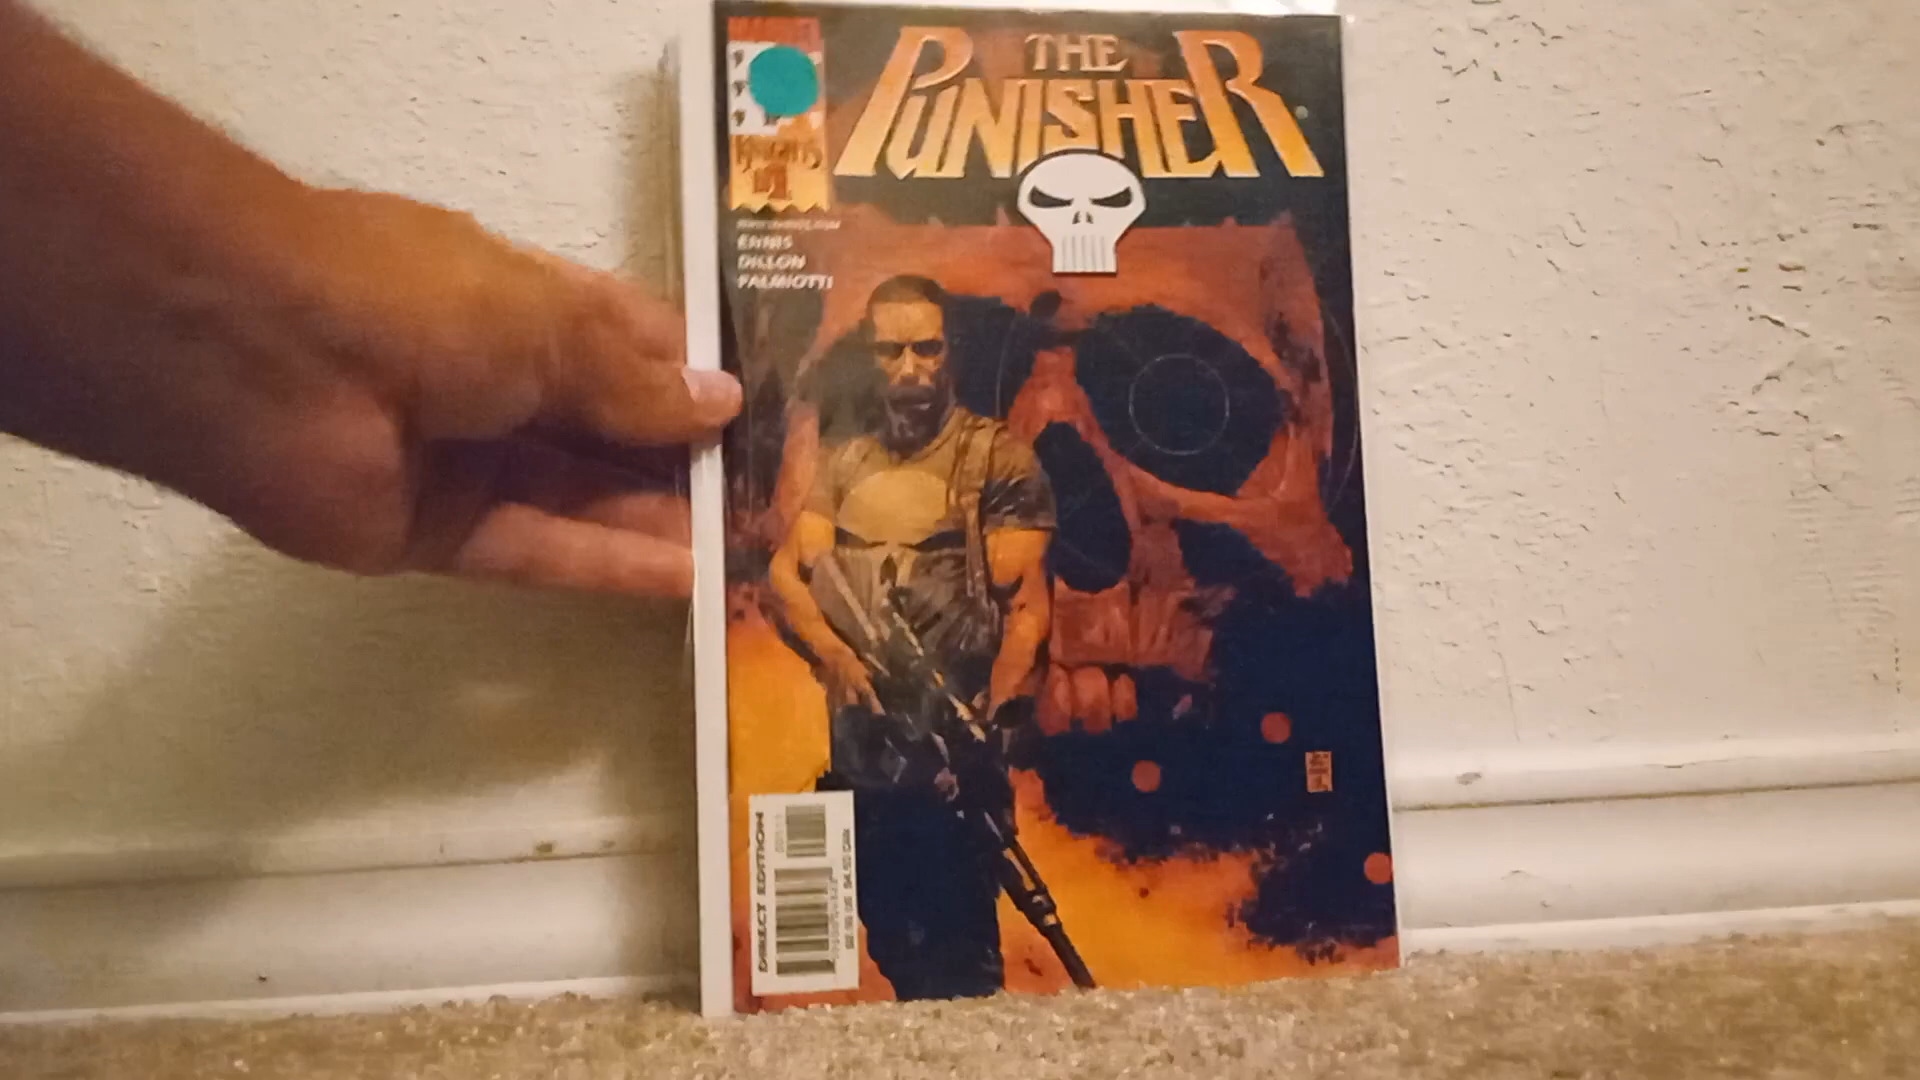 MARVEL
THE
PUNISHER
KNIGHTS
ENNIS
DILLON
PALMIOTTI
DIRECT EDITION